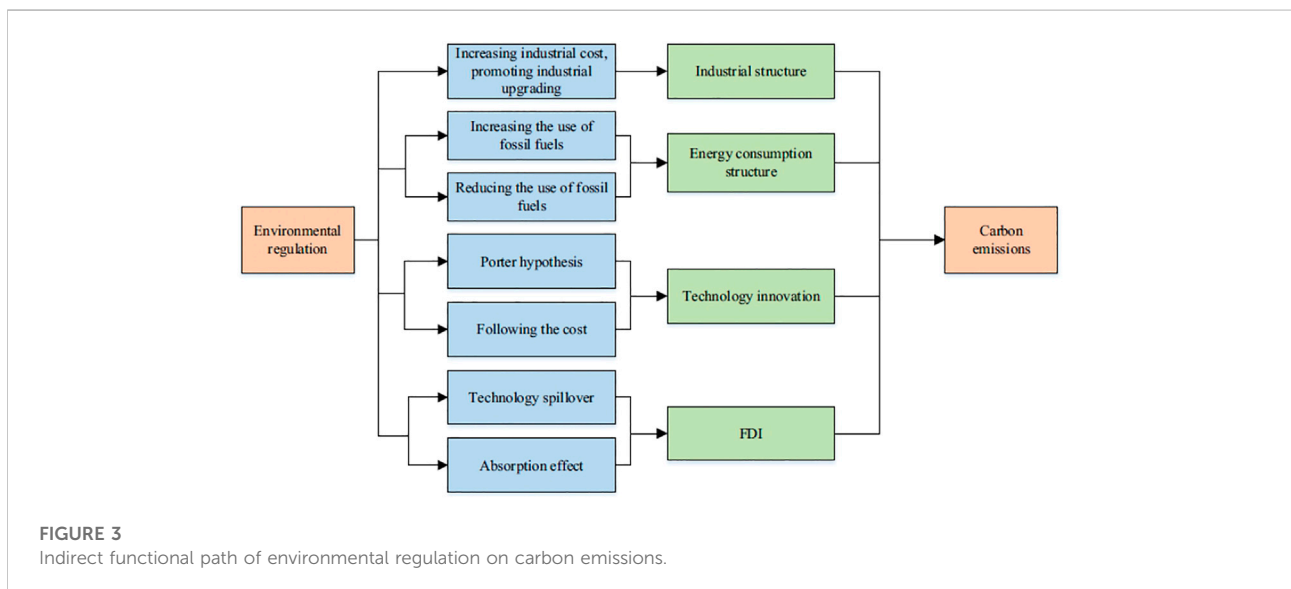 Increasing industrial cost,
promoting industrial
upgrading
Industrial structure
Increasing the use of
fossil fuels
Energy consumption
structure
Reducing the use of fossil
fuels
Environmental
regulation
Porter hypothesis
Carbon
emissions
Technology innovation
Following the cost
Technology spillover
FDI
Absorption effect
FIGURE 3
Indirect functional path of environmental regulation on carbon emissions.